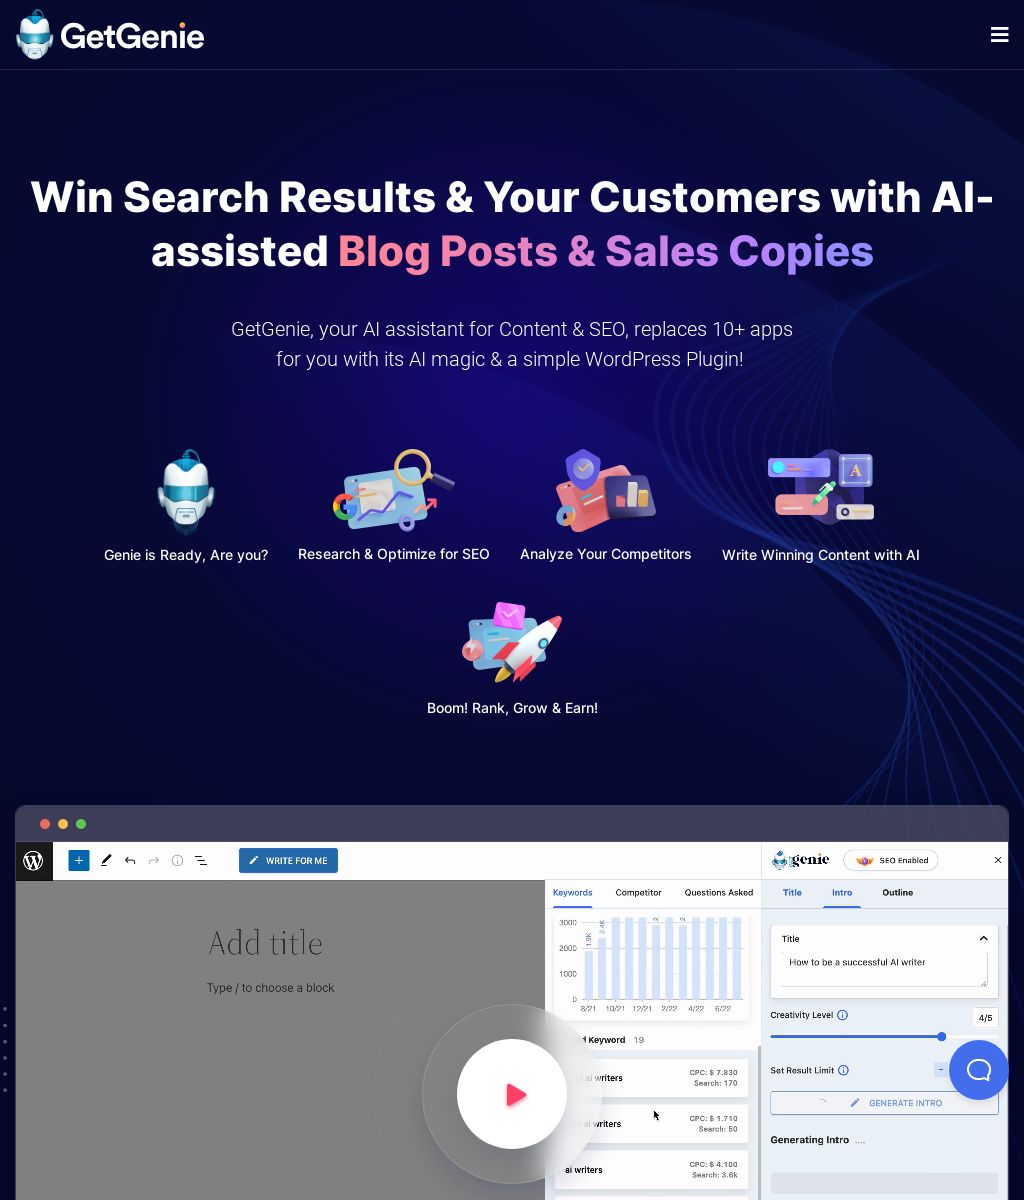 GetGenie
Win Search Results & Your Customers with AI-
assisted Blog Posts & Sales Copies
GetGenie, your AI assistant for Content & SEO, replaces 10+ apps
for you with its AI magic & a simple WordPress Plugin!
Genie is Ready, Are you?
Research & Optimize for SEO
Analyze Your Competitors
Write Winning Content with AI
Boom! Rank, Grow & Earn!
WRITE FOR ME
genie
SEO Enabled
Keywords
Competitor
Questions Asked
Title
Intro
Outline
Add title
Type / to choose a block
3000
2000
1000
0
1.9K
2.4K
8/21
10/21
12/21
2/22
4/22
6/22
Keyword 19
ai writers
CPC: $ 7.830
Search: 170
ai writers
CPC: $ 1.710
Search: 50
ai writers
CPC: $ 4.100
Search: 3.6k
Title
How to be a successful AI writer
Creativity Level
4/5
Set Result Limit
GENERATE INTRO
Generating Intro ....